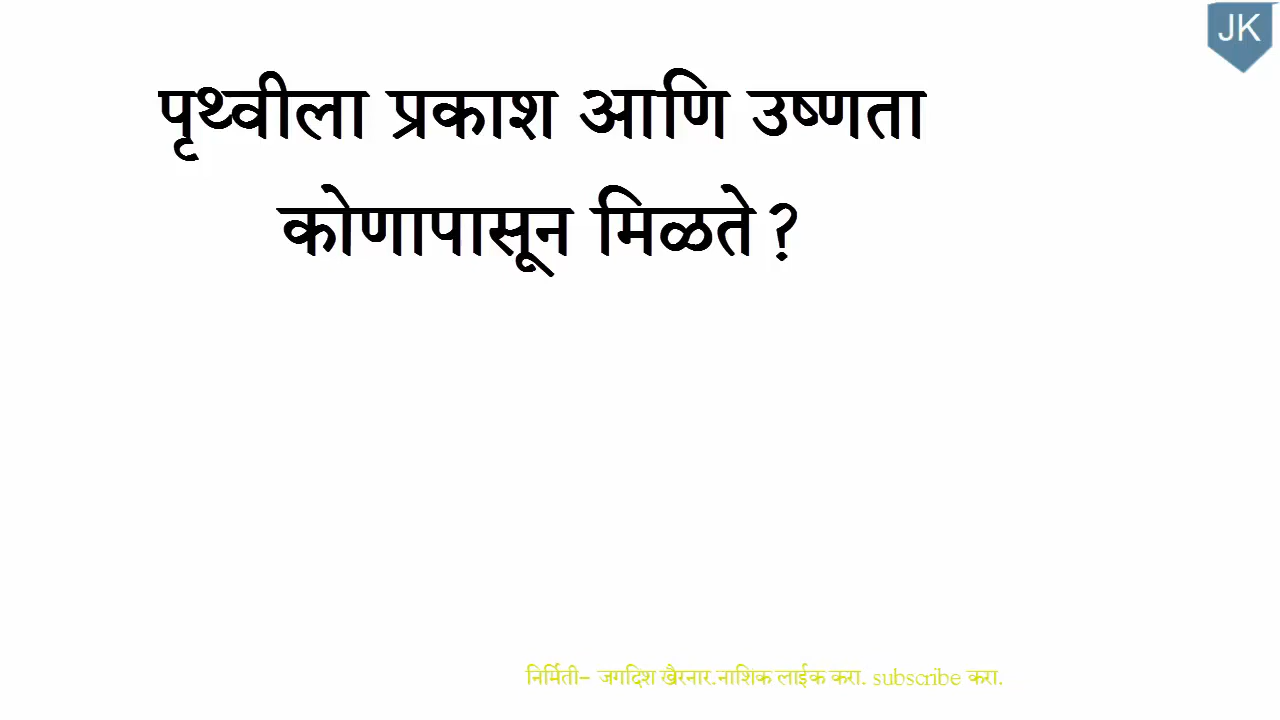 JK
पृथ्वीला प्रकाश आणि उष्णता
कोणापासून मिळते?
निर्मिती- जगदिश खैरनार.नाशिक लाईक करा. subscribe करा.